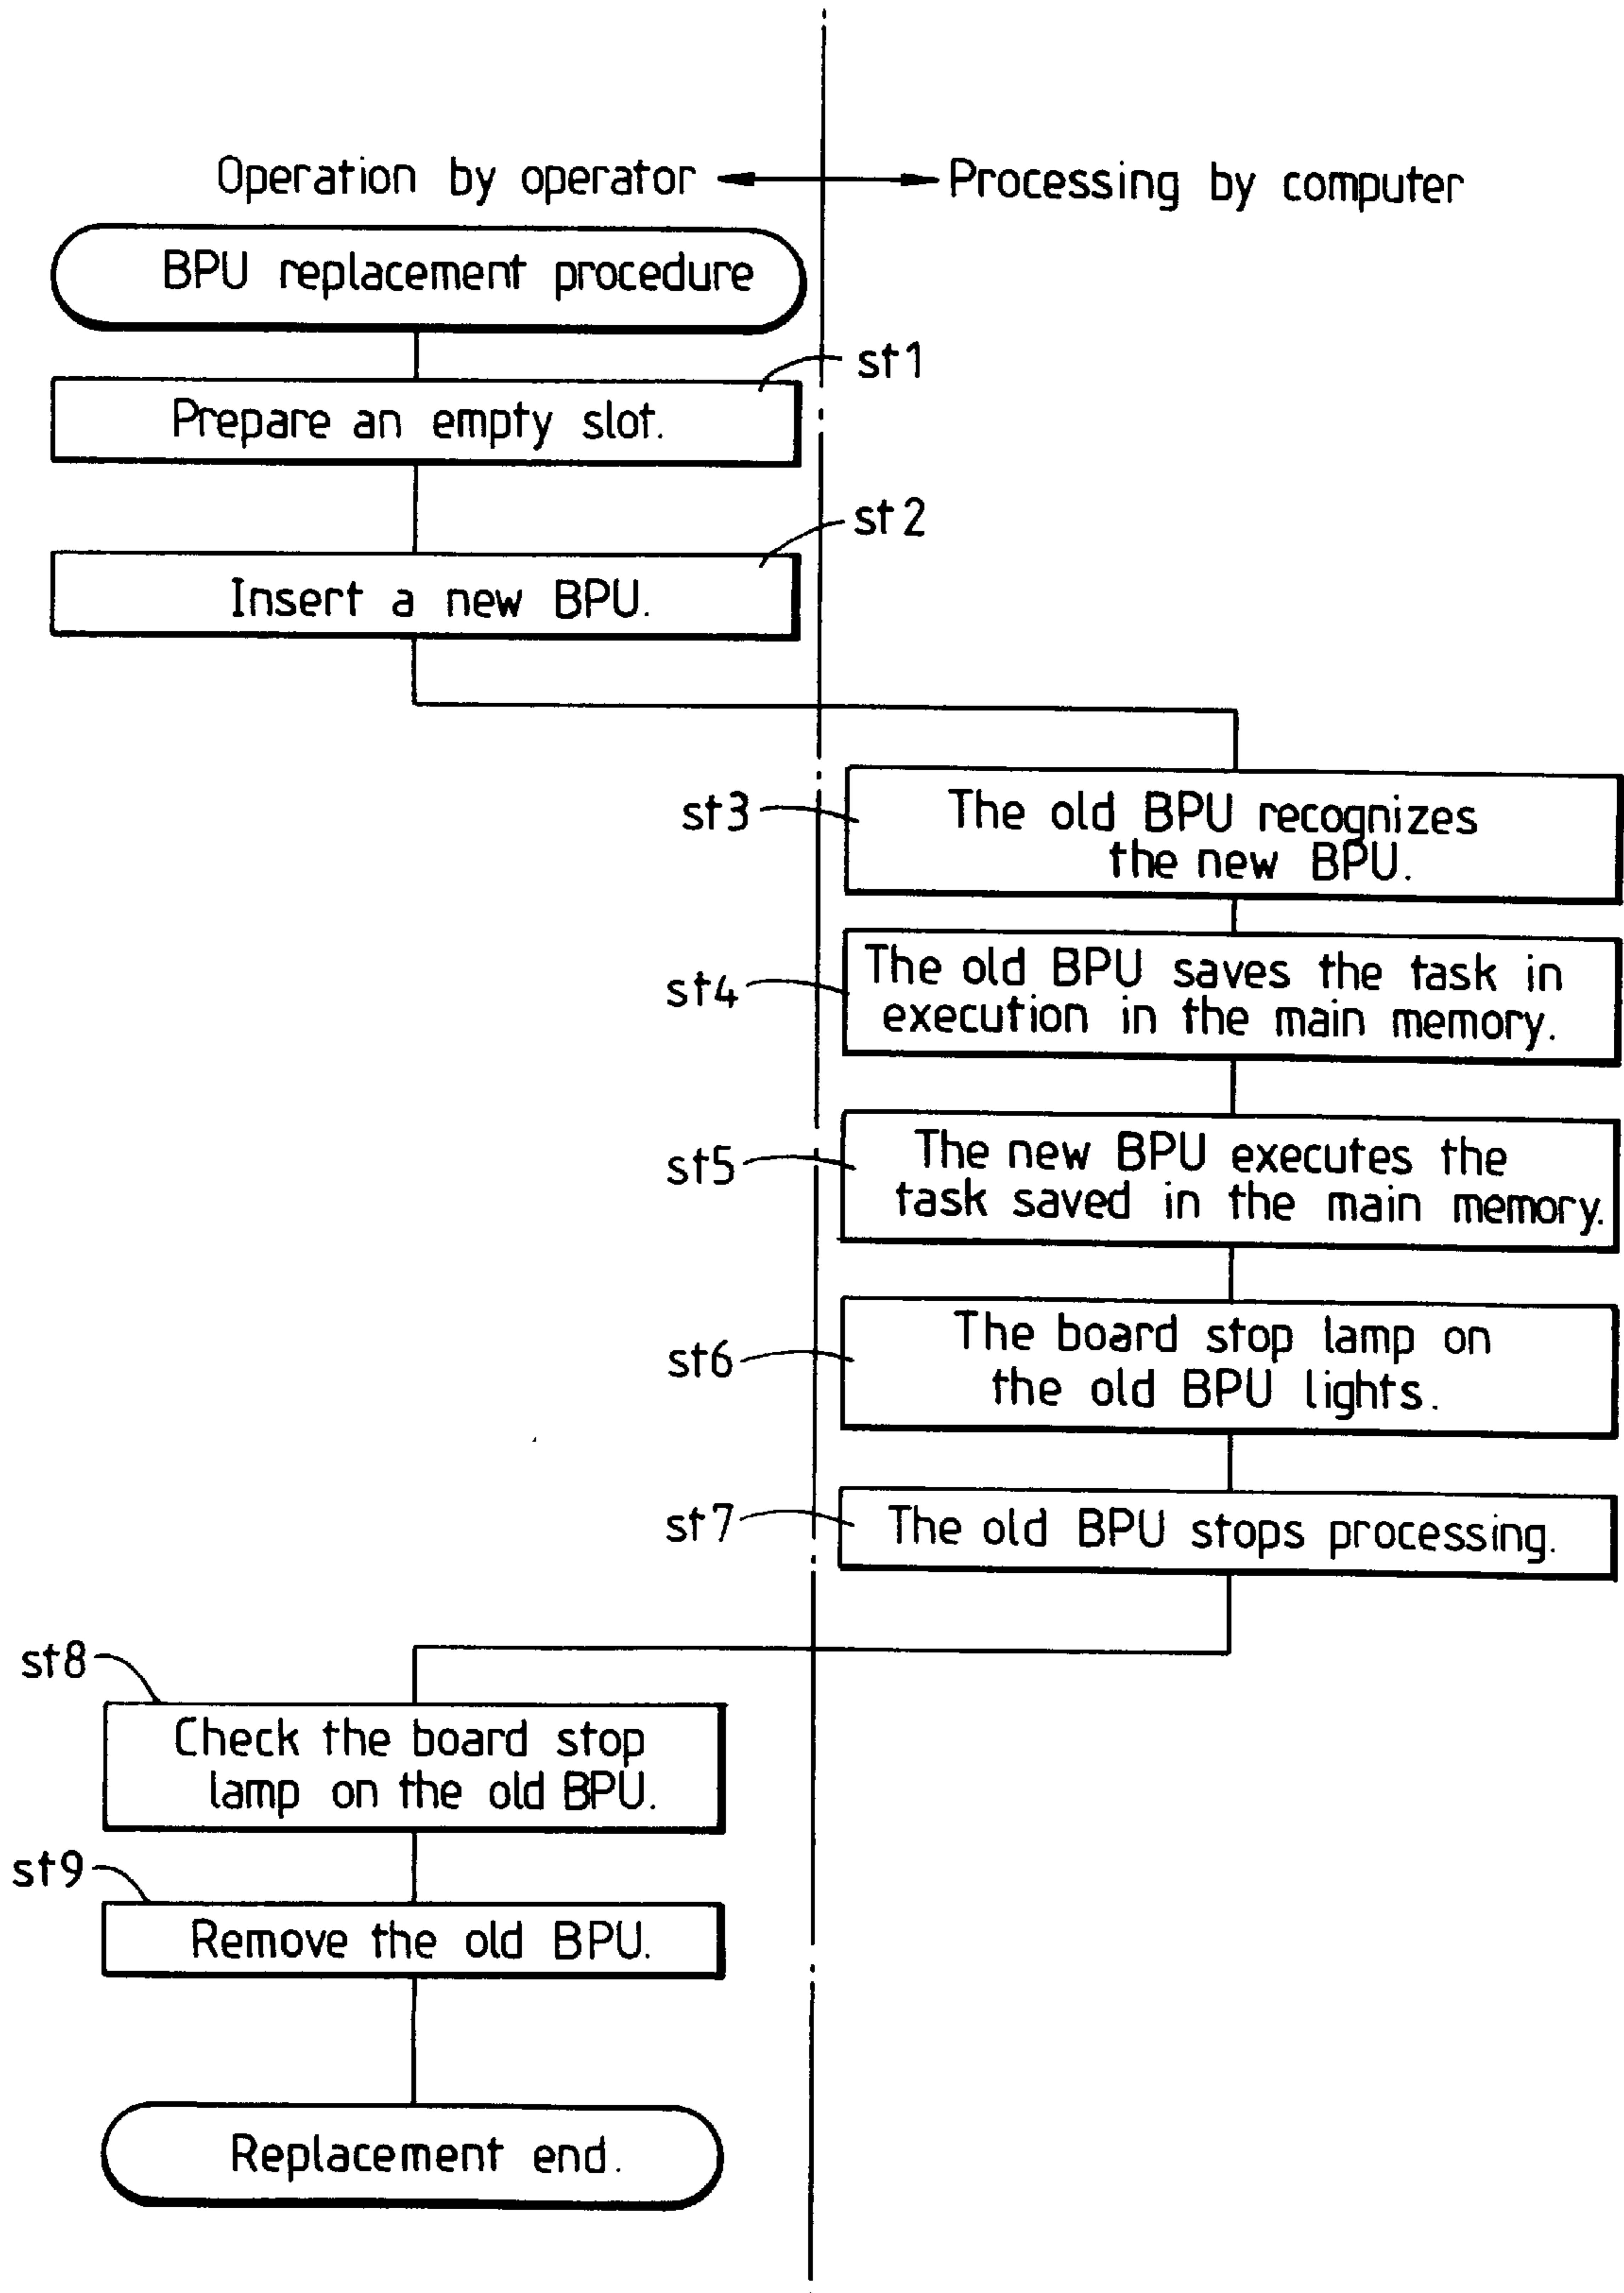 Operation by operator
Processing by computer
BPU replacement procedure
st1
Prepare an empty slot.
st2
Insert a new BPU.
st3
The old BPU recognizes
the new BPU.
st4
The old BPU saves the task in
execution in the main memory.
st5
The new BPU executes the
task saved in the main memory.
st6
The board stop lamp on
the old BPU lights.
st7
The old BPU stops processing.
st8
Check the board stop
lamp on the old BPU.
st9
Remove the old BPU.
Replacement end.